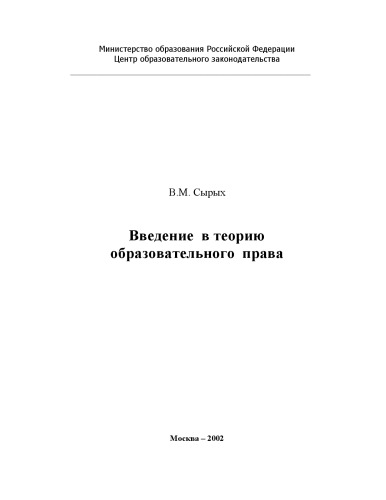 Министерство образования Российской Федерации
Центр образовательного законодательства
В.М. Сырых
Введение в теорию
образовательного права
Москва – 2002